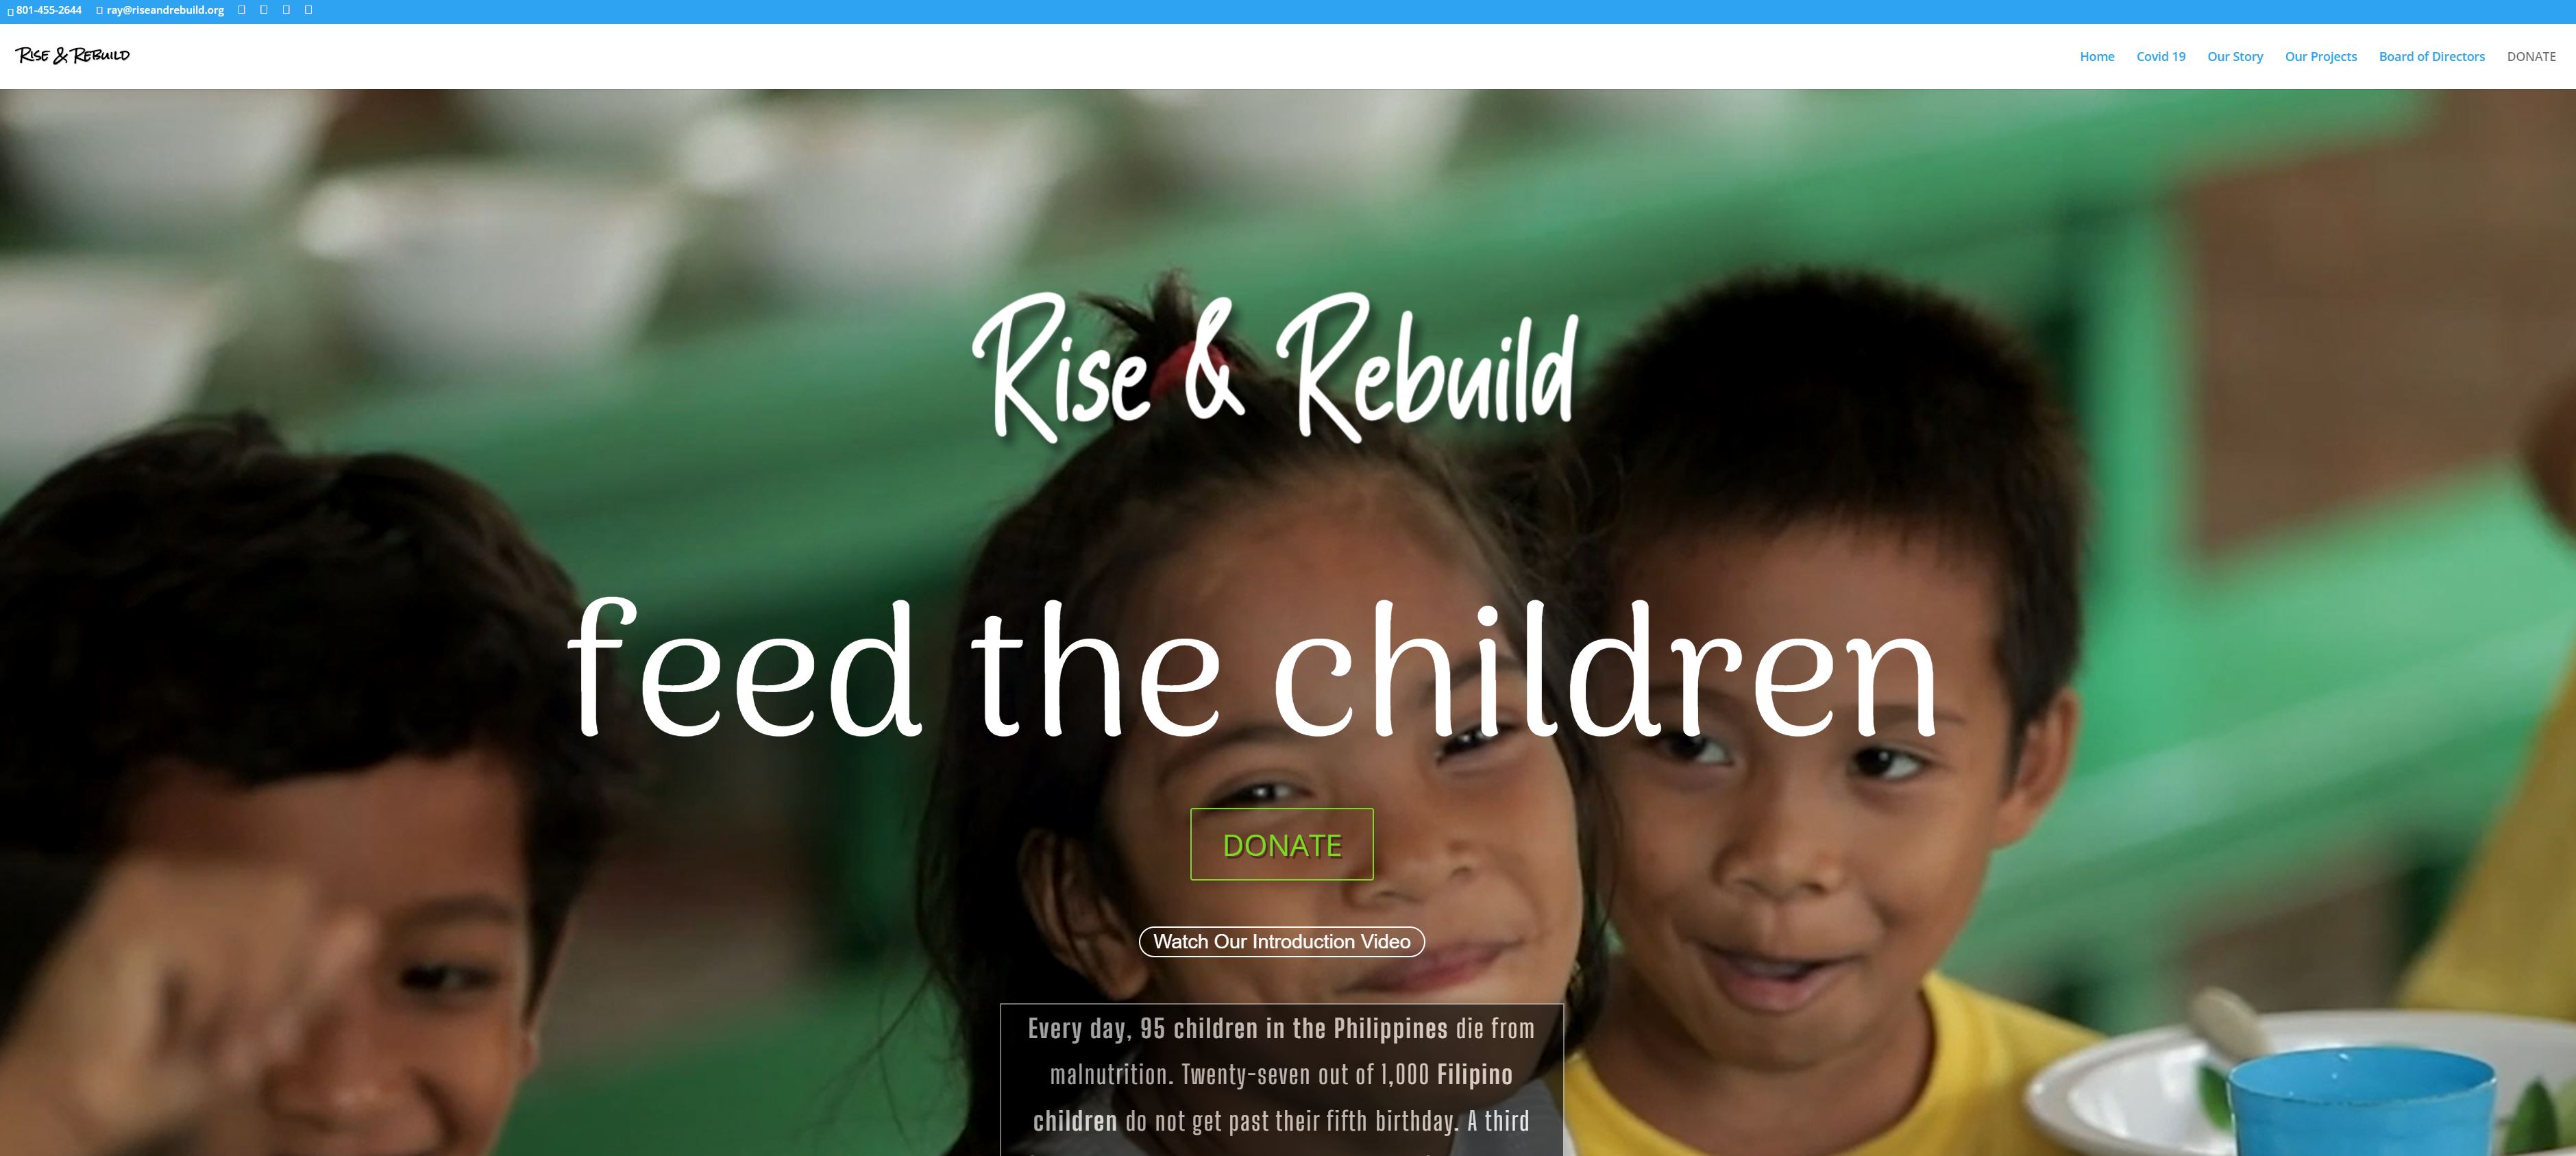 801-455-2644 ray@riseandrebuild.org
RISE & REBUILD
Home Covid 19 Our Story Our Projects Board of Directors DONATE
Rise & Rebuild
feed the children
DONATE
Watch Our Introduction Video
Every day, 95 children in the Philippines die from
malnutrition. Twenty-seven out of 1,000 Filipino
children do not get past their fifth birthday. A third